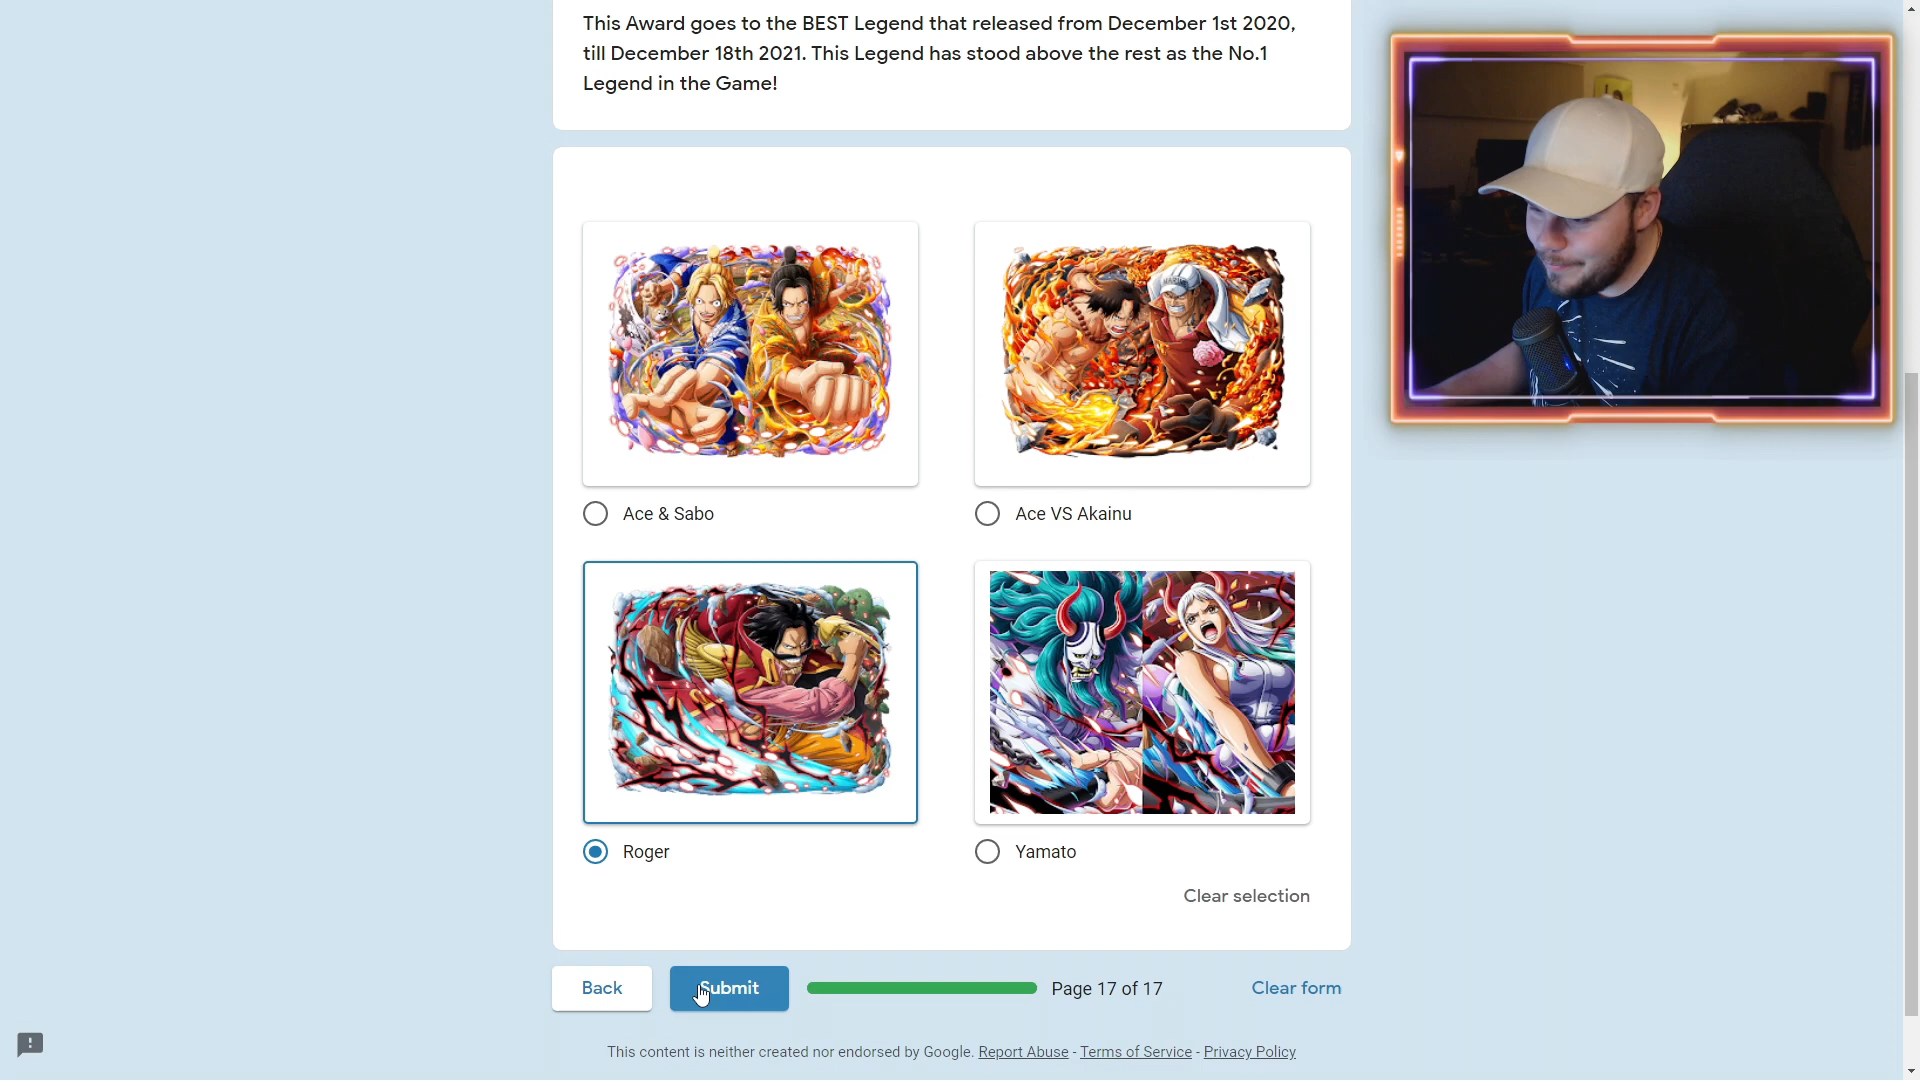 This Award goes to the BEST Legend that released from December 1st 2020,
till December 18th 2021. This Legend has stood above the rest as the No.1
Legend in the Game!
Ace & Sabo
Ace VS Akainu
Roger
Yamato
Clear selection
Back
Submit
Page 17 of 17
Clear form
This content is neither created nor endorsed by Google. Report Abuse - Terms of Service - Privacy Policy